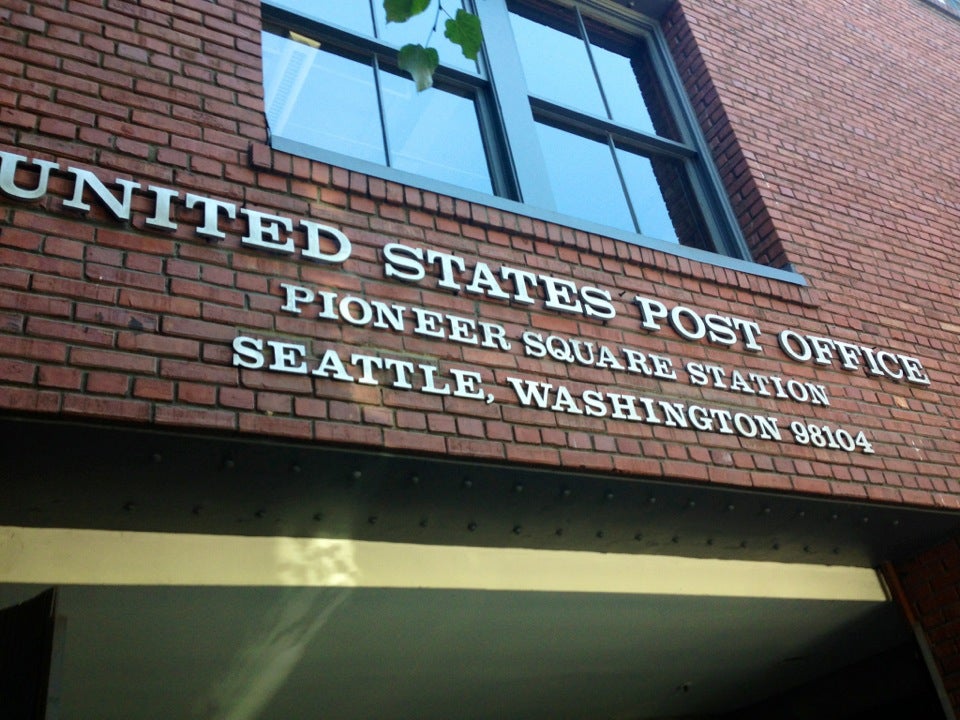 UNITED STATES POST OFFICE
PIONEER SQUARE STATION
SEATTLE, WASHINGTON 98104